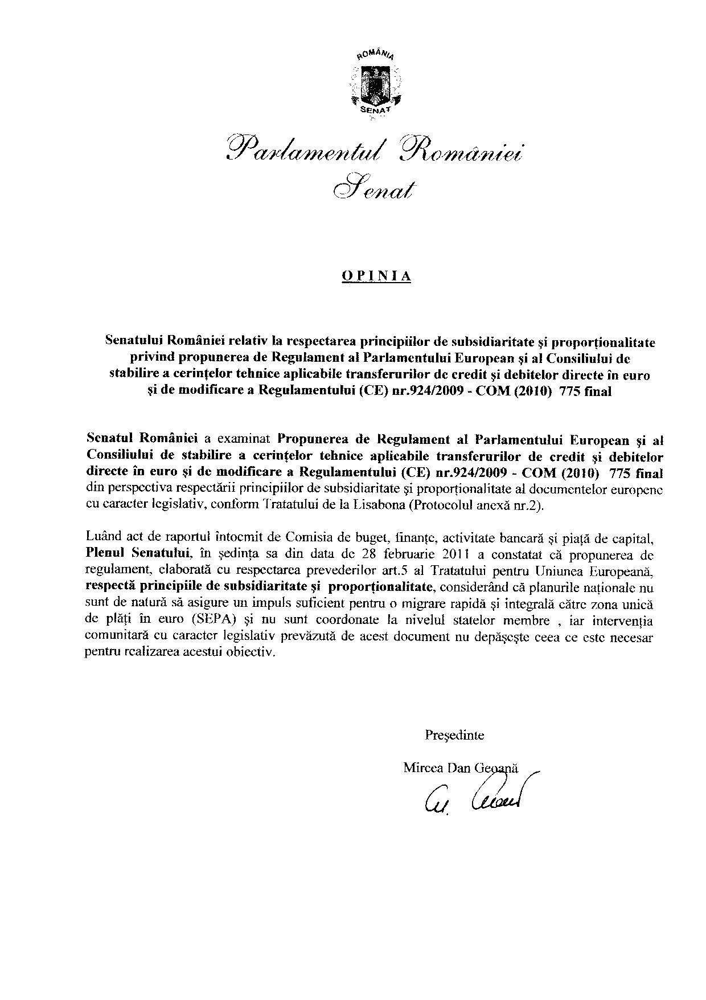 ROMÂNIA
SENAT
Parlamentul României
Senat
O P I N I A
Senatului României relativ la respectarea principiilor de subsidiaritate şi proporţionalitate
privind propunerea de Regulament al Parlamentului European şi al Consiliului de
stabilire a cerinţelor tehnice aplicabile transferurilor de credit şi debitelor directe în euro
şi de modificare a Regulamentului (CE) nr.924/2009 - COM (2010) 775 final
Senatul României a examinat Propunerea de Regulament al Parlamentului European şi al
Consiliului de stabilire a cerinţelor tehnice aplicabile transferurilor de credit şi debitelor
directe în euro şi de modificare a Regulamentului (CE) nr.924/2009 - COM (2010) 775 final
din perspectiva respectării principiilor de subsidiaritate şi proporţionalitate al documentelor europene
cu caracter legislativ, conform Tratatului de la Lisabona (Protocolul anexă nr.2).
Luând act de raportul întocmit de Comisia de buget, finanţe, activitate bancară şi piaţă de capital,
Plenul Senatului, în şedinţa sa din data de 28 februarie 2011 a constatat că propunerea de
regulament, elaborată cu respectarea prevederilor art.5 al Tratatului pentru Uniunea Europeană,
respectă principiile de subsidiaritate şi proporţionalitate, considerând că planurile naţionale nu
sunt de natură să asigure un impuls suficient pentru o migrare rapidă şi integrală către zona unică
de plăţi în euro (SEPA) şi nu sunt coordonate la nivelul statelor membre , iar intervenţia
comunitară cu caracter legislativ prevăzută de acest document nu depăşeşte ceea ce este necesar
pentru realizarea acestui obiectiv.
Preşedinte
Mircea Dan Geoană